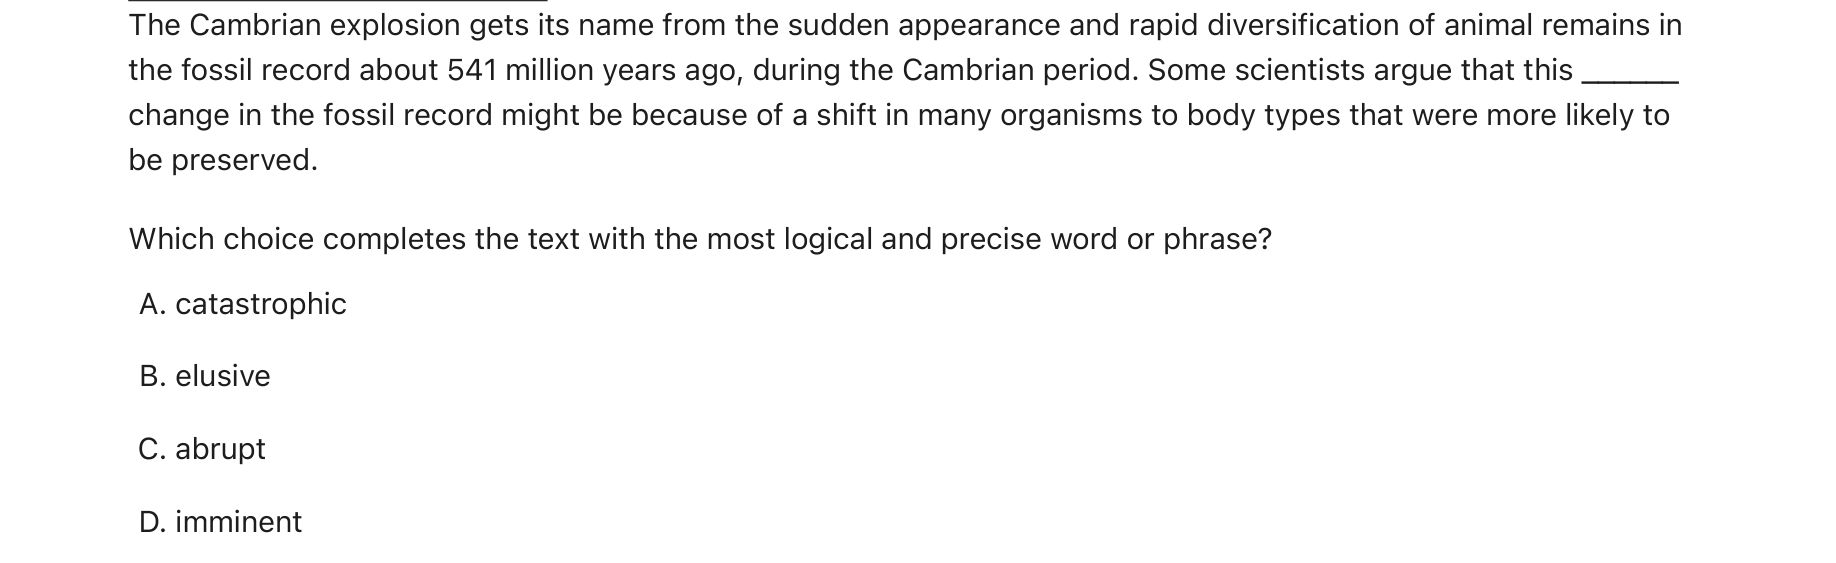 The Cambrian explosion gets its name from the sudden appearance and rapid diversification of animal remains in
the fossil record about 541 million years ago, during the Cambrian period. Some scientists argue that this ______
change in the fossil record might be because of a shift in many organisms to body types that were more likely to
be preserved.
Which choice completes the text with the most logical and precise word or phrase?
A. catastrophic
B. elusive
C. abrupt
D. imminent